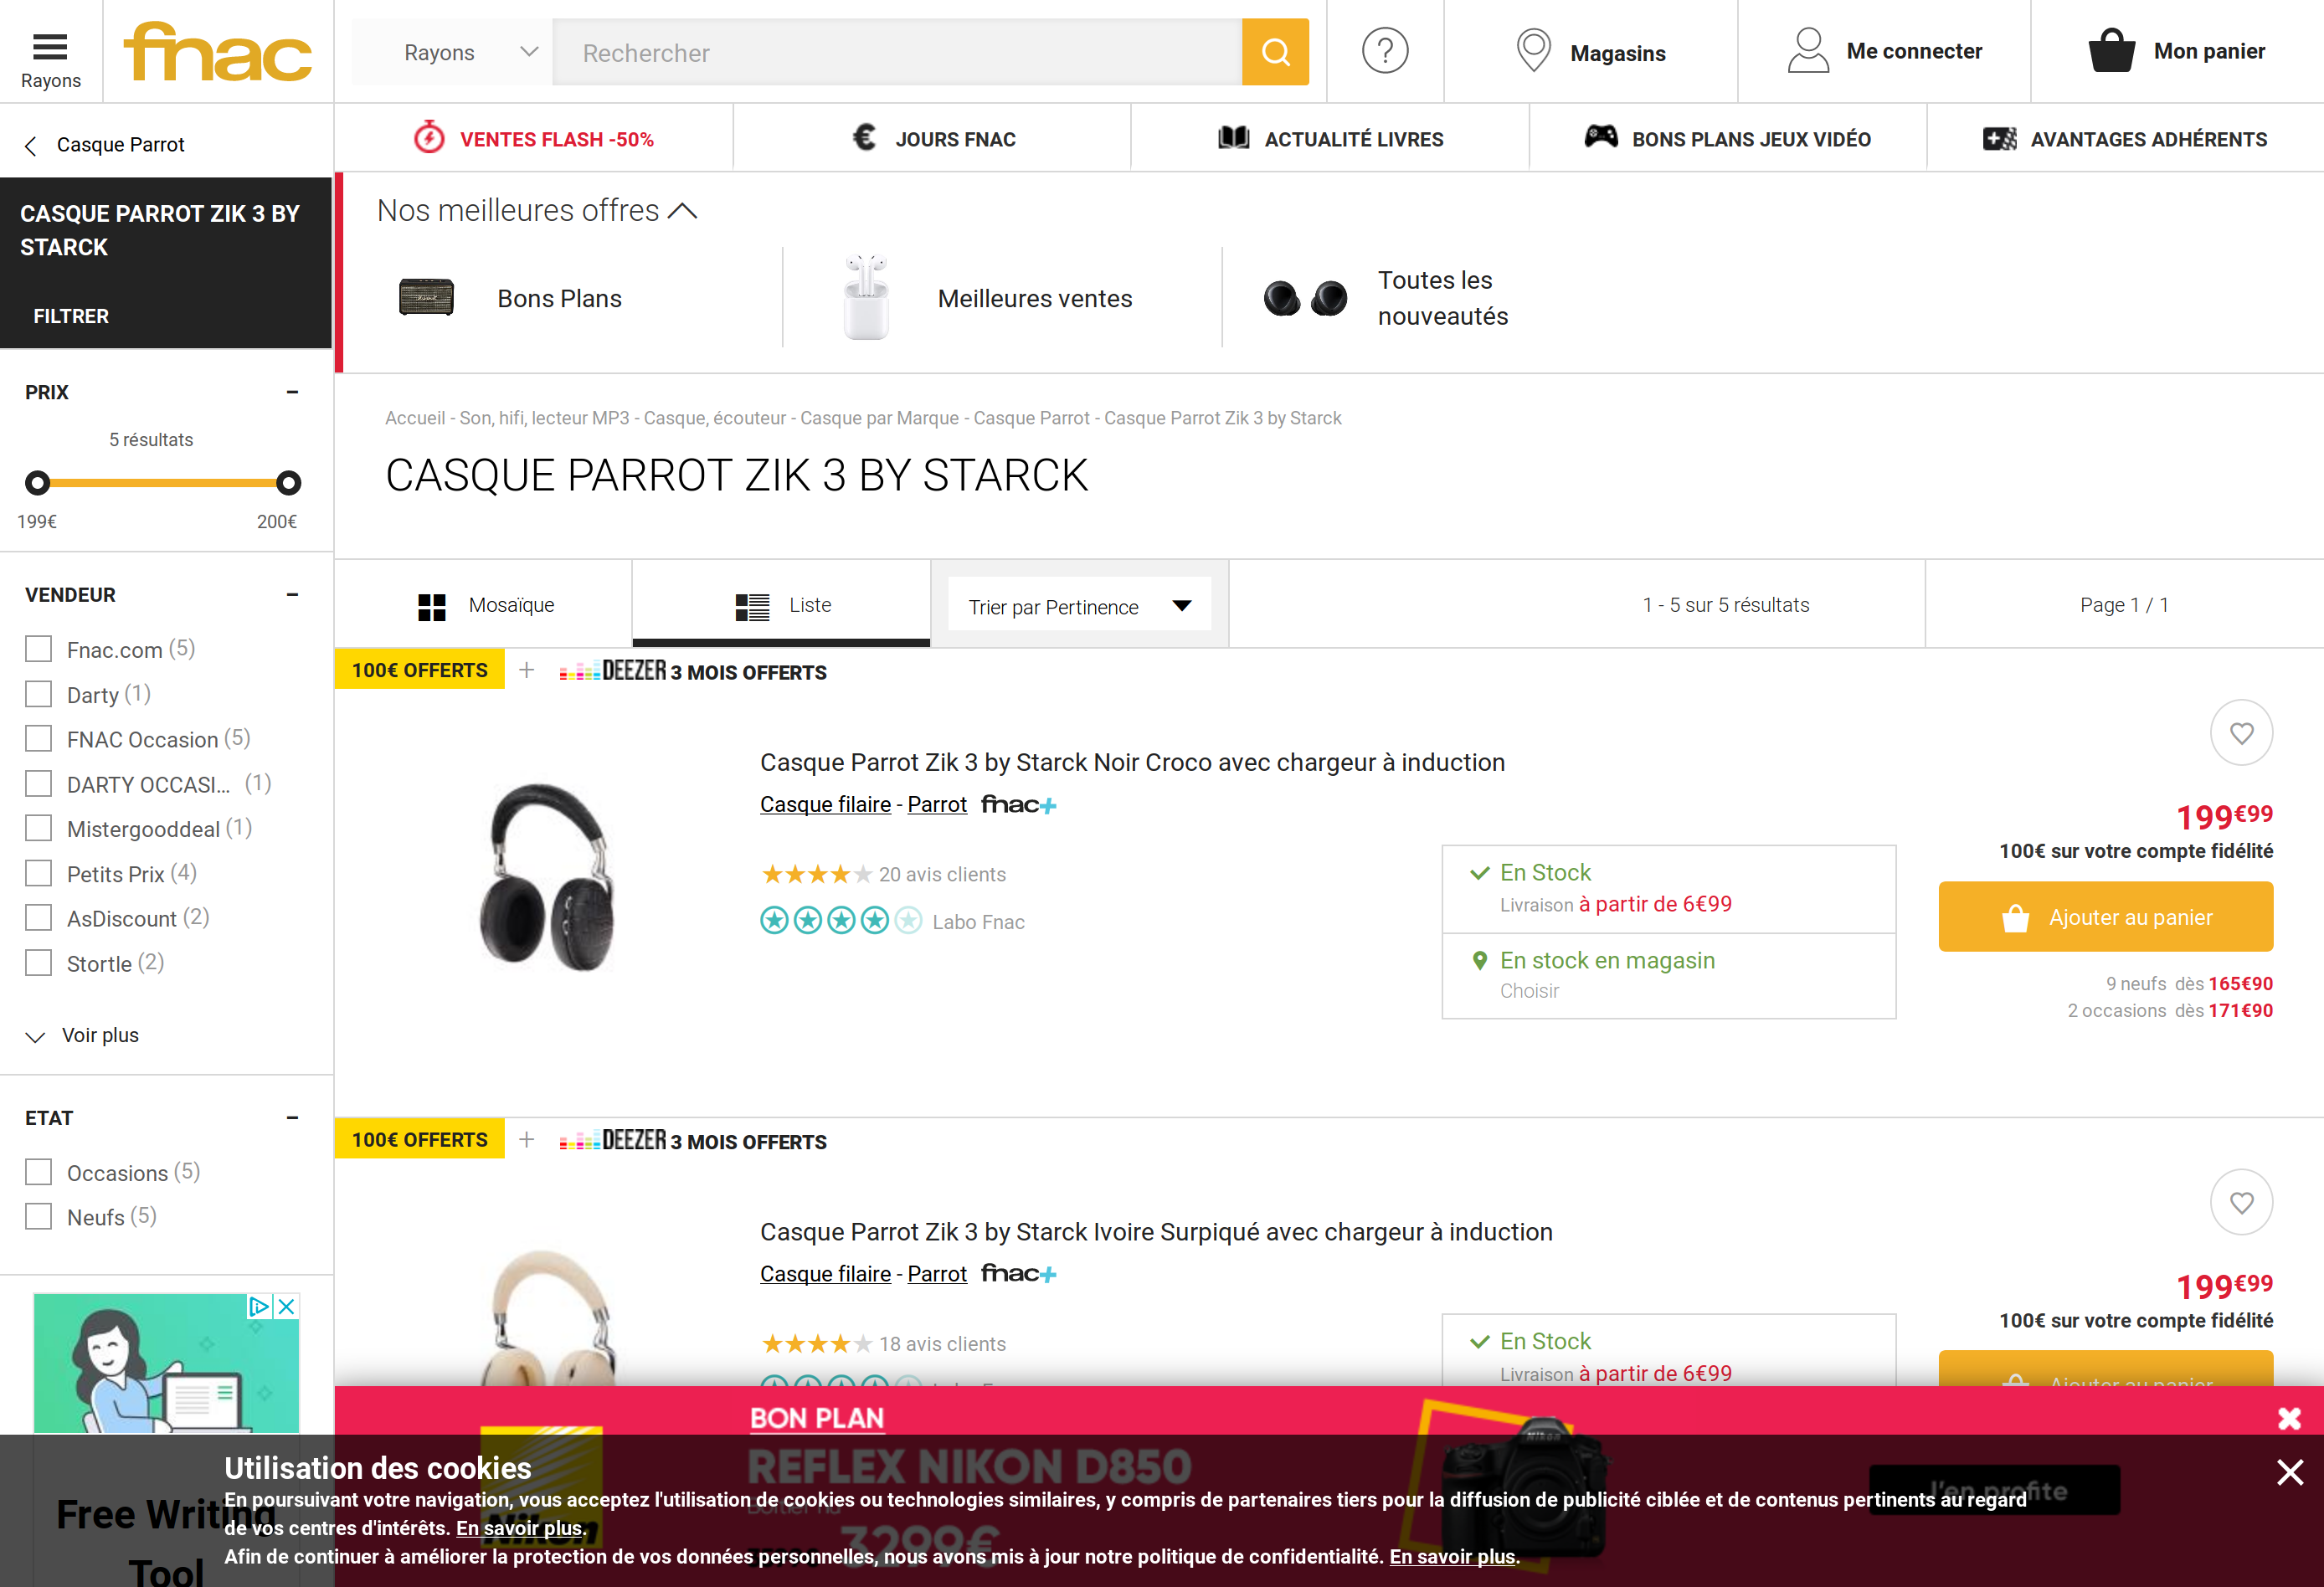 Rayons
fnac
Rayons
Rechercher
?
Magasins
Me connecter
Mon panier
VENTES FLASH -50%
JOURS FNAC
ACTUALITÉ LIVRES
BONS PLANS JEUX VIDÉO
AVANTAGES ADHÉRENTS
Casque Parrot
CASQUE PARROT ZIK 3 BY
STARCK
FILTRER
PRIX
5 résultats
199€
200€
VENDEUR
Fnac.com (5)
Darty (1)
FNAC Occasion (5)
DARTY OCCASI... (1)
Mistergooddeal (1)
Petits Prix (4)
AsDiscount (2)
Stortle (2)
Voir plus
ETAT
Occasions (5)
Neufs (5)
Free Writing
Tool
Nos meilleures offres
Bons Plans
Meilleures ventes
Toutes les
nouveautés
Accueil - Son, hifi, lecteur MP3 - Casque, écouteur - Casque par Marque - Casque Parrot - Casque Parrot Zik 3 by Starck
CASQUE PARROT ZIK 3 BY STARCK
Mosaïque
Liste
Trier par Pertinence
1 - 5 sur 5 résultats
Page 1 / 1
100€ OFFERTS + DEEZER 3 MOIS OFFERTS
Casque Parrot Zik 3 by Starck Noir Croco avec chargeur à induction
Casque filaire - Parrot fnac+
20 avis clients
Labo Fnac
En Stock
Livraison à partir de 6€99
En stock en magasin
Choisir
199€99
100€ sur votre compte fidélité
Ajouter au panier
9 neufs dès 165€90
2 occasions dès 171€90
100€ OFFERTS + DEEZER 3 MOIS OFFERTS
Casque Parrot Zik 3 by Starck Ivoire Surpiqué avec chargeur à induction
Casque filaire - Parrot fnac+
18 avis clients
En Stock
Livraison à partir de 6€99
199€99
100€ sur votre compte fidélité
Ajouter au panier
BON PLAN
REFLEX NIKON D850
3299€
Nikon
J'en profite
Utilisation des cookies
En poursuivant votre navigation, vous acceptez l'utilisation de cookies ou technologies similaires, y compris de partenaires tiers pour la diffusion de publicité ciblée et de contenus pertinents au regard
de vos centres d'intérêts. En savoir plus.
Afin de continuer à améliorer la protection de vos données personnelles, nous avons mis à jour notre politique de confidentialité. En savoir plus.